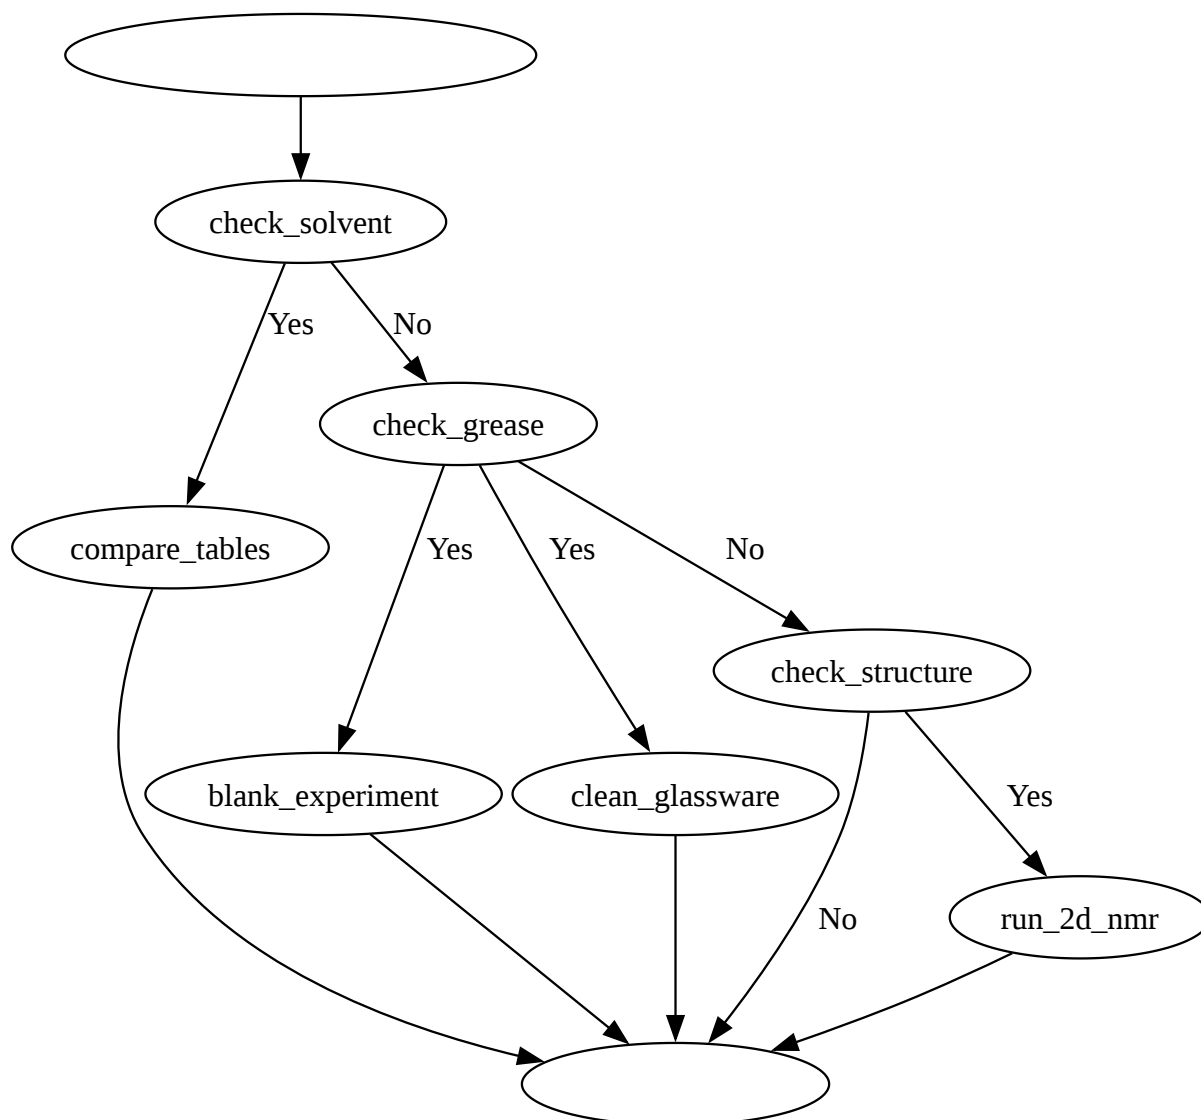 check_solvent
Yes
No
check_grease
compare_tables
Yes
Yes
No
check_structure
blank_experiment
clean_glassware
Yes
No
run_2d_nmr